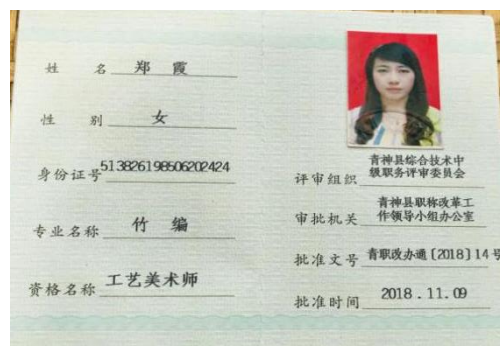 姓 名 郑 霞
性 别 女
身份证号 513826198506202424
专业名称 竹 编
资格名称 工艺美术师
评审组织 青神县综合技术中
级职务评审委员会
审批机关 青神县职称改革工
作领导小组办公室
批准文号 青职改办通〔2018〕14号
批准时间 2018.11.09